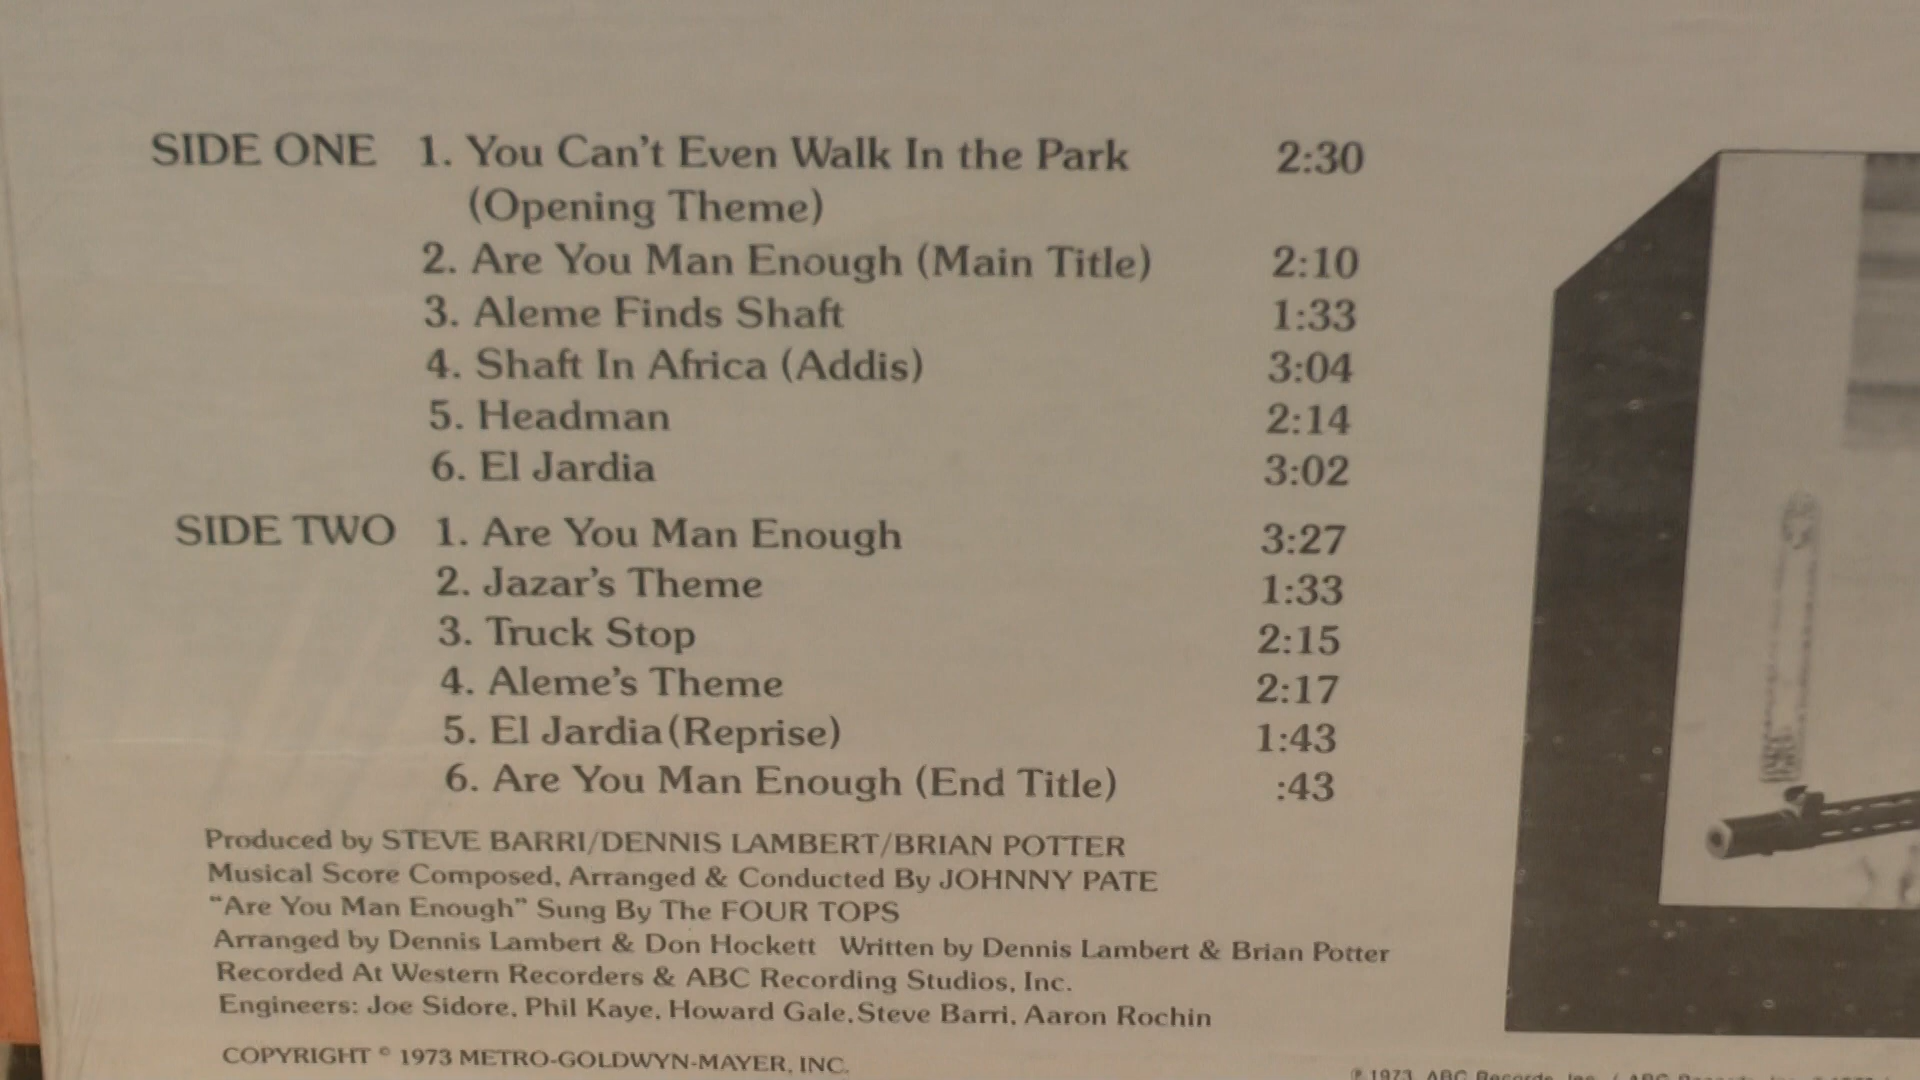 SIDE ONE 1. You Can't Even Walk In the Park 2:30
(Opening Theme)
2. Are You Man Enough (Main Title) 2:10
3. Aleme Finds Shaft 1:33
4. Shaft In Africa (Addis) 3:04
5. Headman 2:14
6. El Jardia 3:02
SIDE TWO 1. Are You Man Enough 3:27
2. Jazar's Theme 1:33
3. Truck Stop 2:15
4. Aleme's Theme 2:17
5. El Jardia (Reprise) 1:43
6. Are You Man Enough (End Title) :43
Produced by STEVE BARRI/DENNIS LAMBERT/BRIAN POTTER
Musical Score Composed, Arranged & Conducted By JOHNNY PATE
"Are You Man Enough" Sung By The FOUR TOPS
Arranged by Dennis Lambert & Don Hockett Written by Dennis Lambert & Brian Potter
Recorded At Western Recorders & ABC Recording Studios, Inc.
Engineers: Joe Sidore, Phil Kaye, Howard Gale, Steve Barri, Aaron Rochin
COPYRIGHT © 1973 METRO-GOLDWYN-MAYER, INC.
℗ 1973 ABC Records, Inc. / ABC Records, Inc.